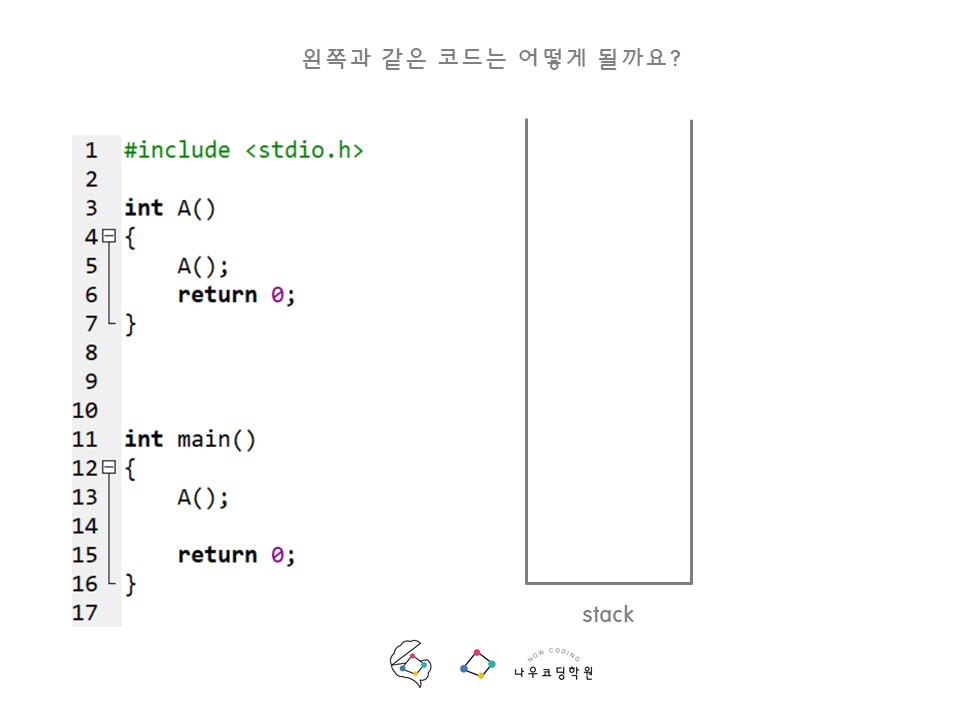 왼쪽과 같은 코드는 어떻게 될까요?
1 #include <stdio.h>
2
3 int A()
4 {
5 A();
6 return 0;
7 }
8
9
10
11 int main()
12 {
13 A();
14
15 return 0;
16 }
17
stack
NOW CODING
나우코딩학원